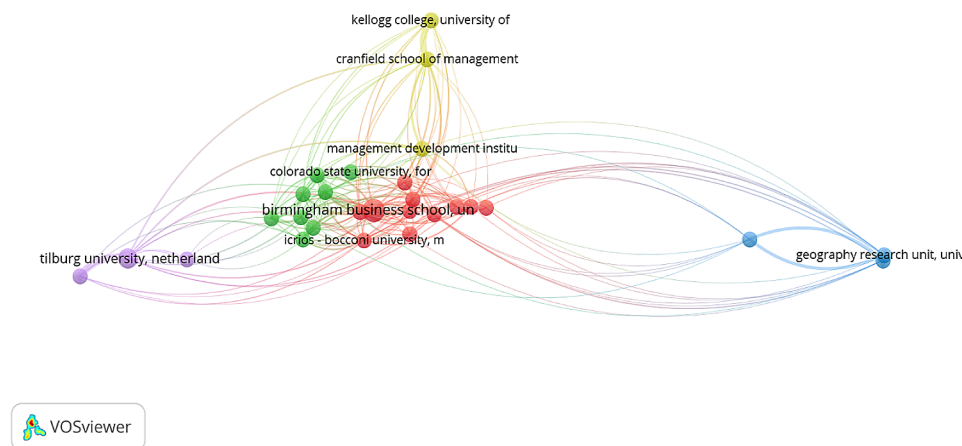 kellogg college, university of
cranfield school of management
management development institu
colorado state university, for
birmingham business school, un
icrios - bocconi university, m
tilburg university, netherland
geography research unit, univ
VOSviewer